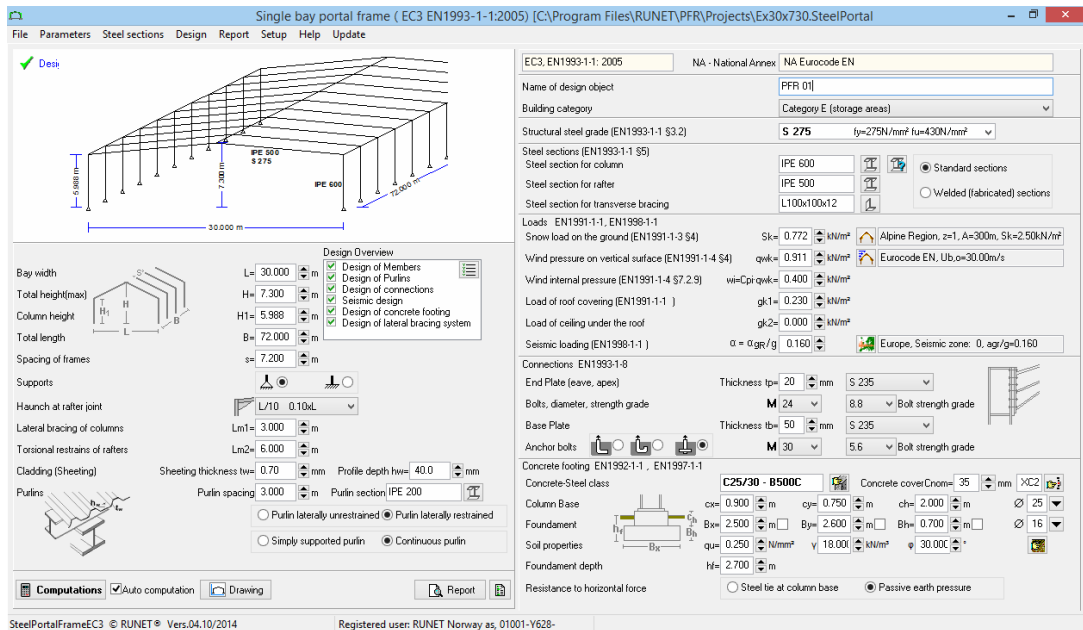 Single bay portal frame ( EC3 EN1993-1-1:2005) [C:\Program Files\RUNET\PFR\Projects\Ex30x730.SteelPortal
File Parameters Steel sections Design Report Setup Help Update
Desig
IPE 500
S 275
IPE 600
5.988 m
7.300 m
72.000 m
30.000 m
Design Overview
Design of Members
Design of Purlins
Design of connections
Seismic design
Design of concrete footing
Design of lateral bracing system
Bay width L= 30.000 m
Total height(max) H= 7.300 m
Column height H1= 5.988 m
Total length B= 72.000 m
Spacing of frames s= 7.200 m
S
H
H1
L
B
Supports
Haunch at rafter joint L/10 0.10xL
Lateral bracing of columns Lm1= 3.000 m
Torsional restrains of rafters Lm2= 6.000 m
Cladding (Sheeting) Sheeting thickness tw= 0.70 mm Profile depth hw= 40.0 mm
Purlins Purlin spacing 3.000 m Purlin section IPE 200
hw
tw
Purlin laterally unrestrained Purlin laterally restrained
Simply supported purlin Continuous purlin
Computations Auto computation Drawing Report
EC3, EN1993-1-1: 2005 NA - National Annex NA Eurocode EN
Name of design object PFR 01
Building category Category E (storage areas)
Structural steel grade (EN1993-1-1 §3.2) S 275 fy=275N/mm² fu=430N/mm²
Steel sections (EN1993-1-1 §5)
Steel section for column IPE 600
Standard sections
Steel section for rafter IPE 500
Welded (fabricated) sections
Steel section for transverse bracing L100x100x12
Loads EN1991-1-1, EN1998-1-1
Snow load on the ground (EN1991-1-3 §4) Sk= 0.772 kN/m² Alpine Region, z=1, A=300m, Sk=2.50kN/m²
Wind pressure on vertical surface (EN1991-1-4 §4) qwk= 0.911 kN/m² Eurocode EN, Ub,o=30.00m/s
Wind internal pressure (EN1991-1-4 §7.2.9) wi=Cpi·qwk= 0.400 kN/m²
Load of roof covering (EN1991-1-1 ) gk1= 0.230 kN/m²
Load of ceiling under the roof gk2= 0.000 kN/m²
Seismic loading (EN1998-1-1 ) α = αgR/g 0.160 Europe, Seismic zone: 0, agr/g=0.160
Connections EN1993-1-8
End Plate (eave, apex) Thickness tp= 20 mm S 235
Bolts, diameter, strength grade M 24 8.8 Bolt strength grade
Base Plate Thickness tb= 50 mm S 235
Anchor bolts M 30 5.6 Bolt strength grade
Concrete footing EN1992-1-1 , EN1997-1-1
Concrete-Steel class C25/30 - B500C Concrete cover Cnom= 35 mm XC2
Column Base cx= 0.900 m cy= 0.750 m ch= 2.000 m Ø 25
Foundament Bx= 2.500 m By= 2.600 m Bh= 0.700 m Ø 16
Soil properties qu= 0.250 N/mm² γ 18.00( kN/m³ φ 30.00( °
hf
Bx
Ch
Bh
Foundament depth hf= 2.700 m
Resistance to horizontal force Steel tie at column base Passive earth pressure
SteelPortalFrameEC3 © RUNET® Vers.04.10/2014 Registered user: RUNET Norway as, 01001-Y628-